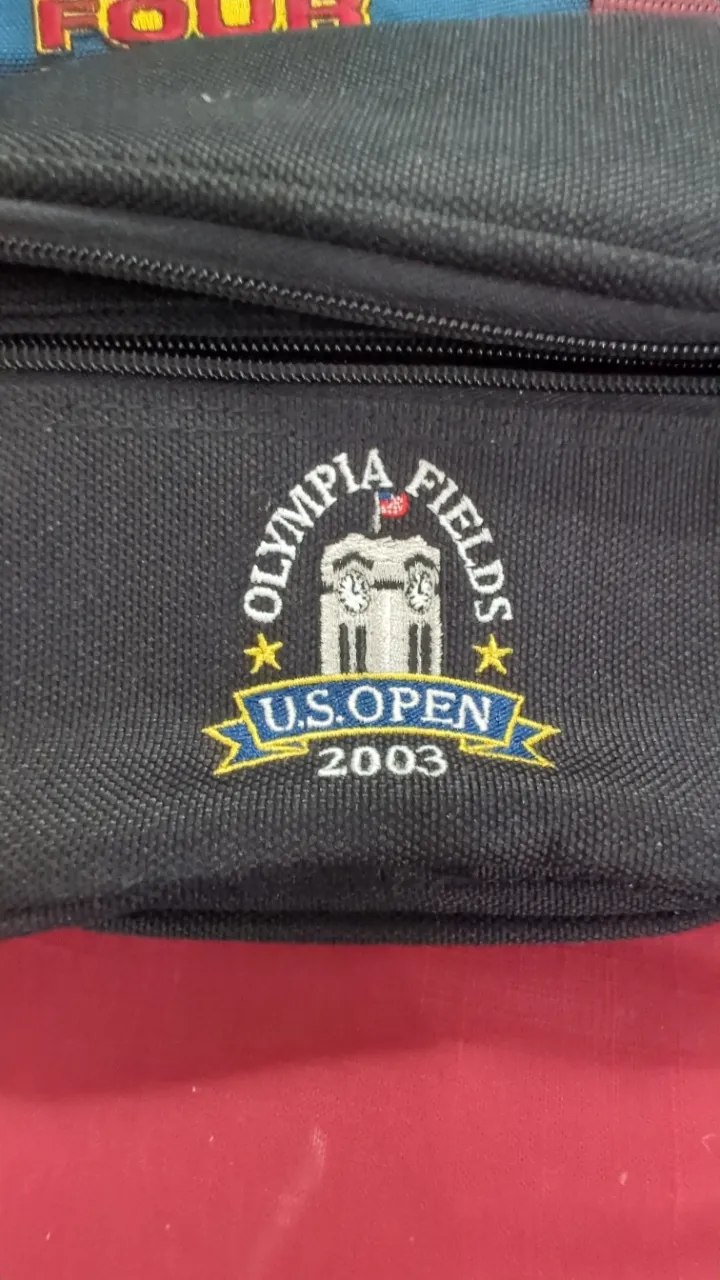 FOUR
OLYMPIA FIELDS
U.S. OPEN
2003